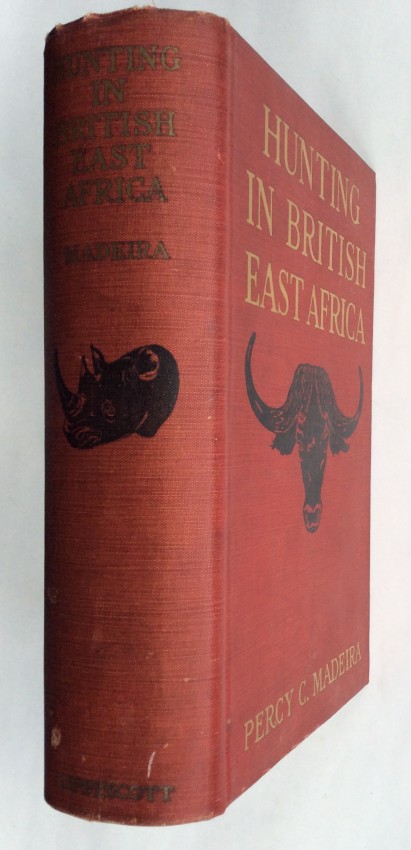 HUNTING
IN
BRITISH
EAST
AFRICA
MADEIRA
LIPPINCOTT
HUNTING
IN BRITISH
EAST AFRICA
PERCY C. MADEIRA